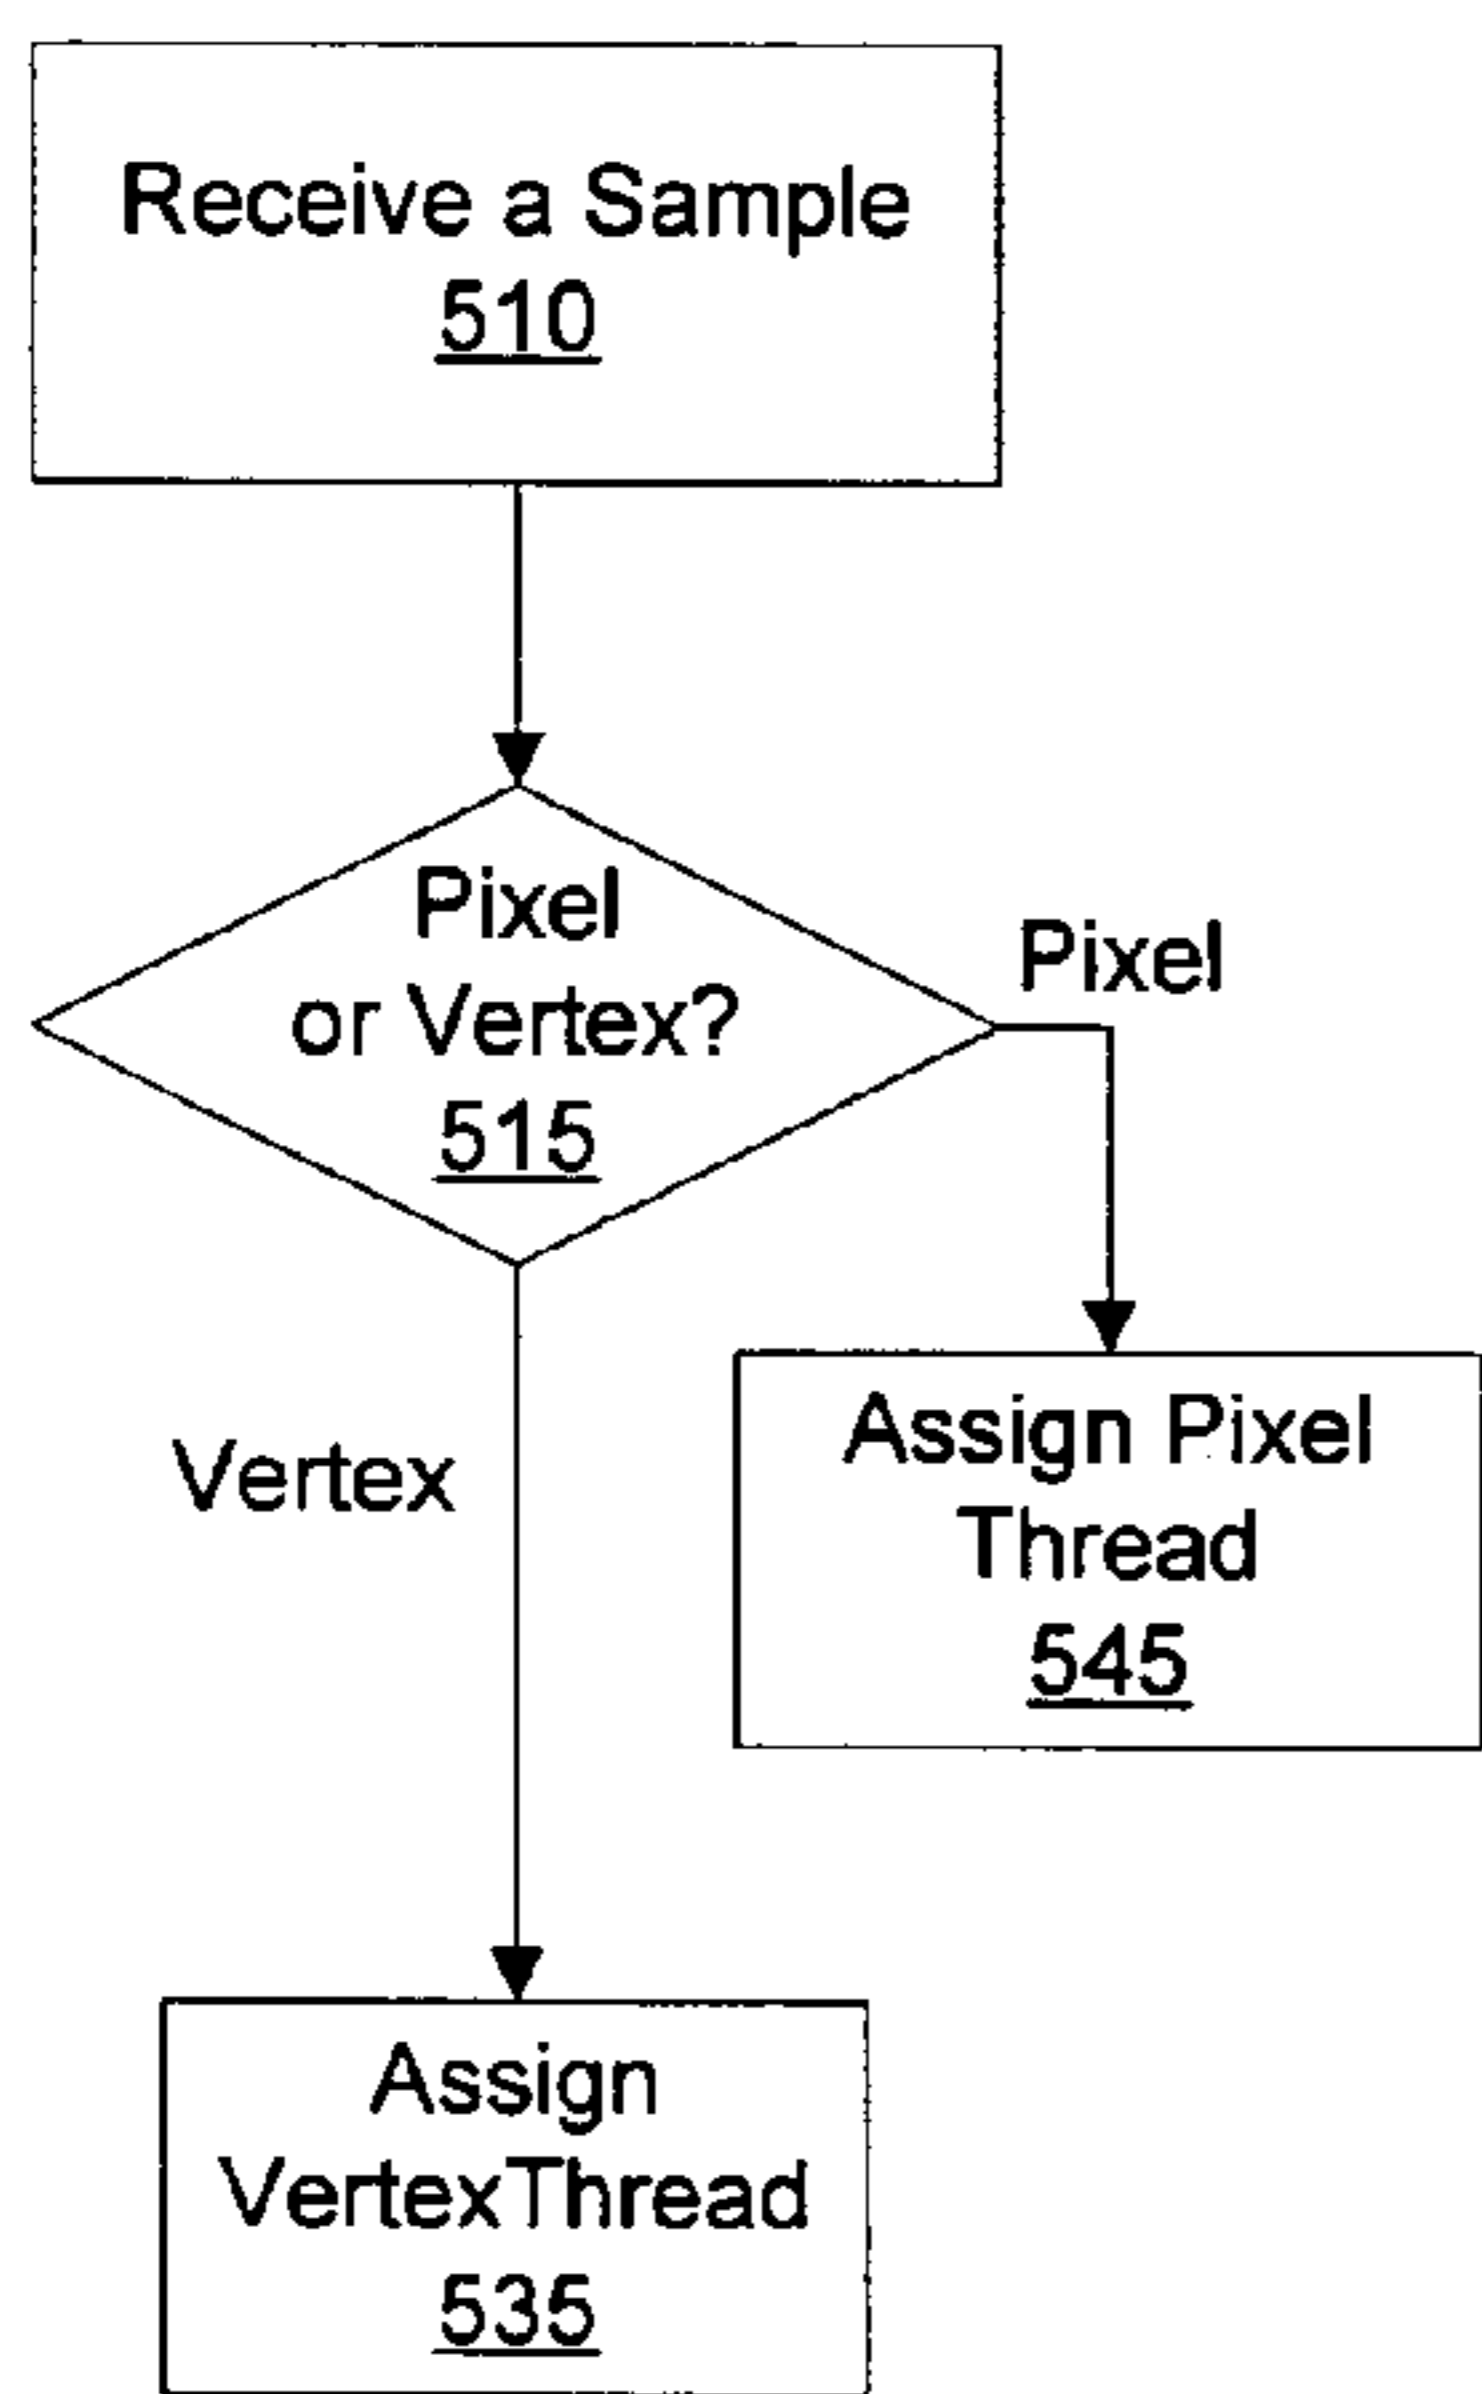 Receive a Sample
510
Pixel
or Vertex?
515
Pixel
Vertex
Assign Pixel
Thread
545
Assign
VertexThread
535